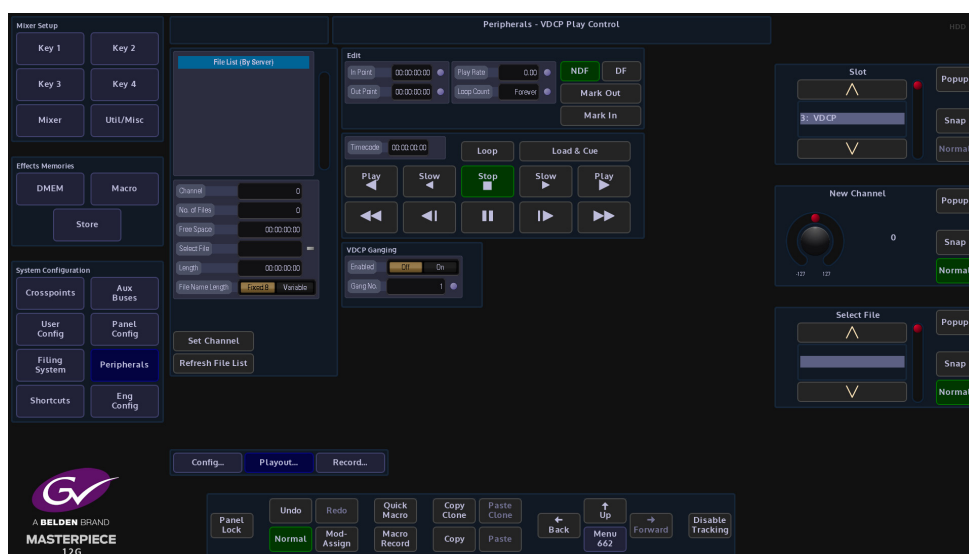 Mixer Setup
Key 1
Key 2
Key 3
Key 4
Mixer
Util/Misc
Effects Memories
DMEM
Macro
Store
System Configuration
Crosspoints
Aux
Buses
User
Config
Panel
Config
Filing
System
Peripherals
Shortcuts
Eng
Config
GV
A BELDEN BRAND
MASTERPIECE
12G
Peripherals - VDCP Play Control
HDD
File List (By Server)
Channel 0
No. of Files 0
Free Space 00:00:00:00
Select File
Length 00:00:00:00
File Name Length Fixed 8 Variable
Set Channel
Refresh File List
Edit
In Point 00:00:00:00 Play Rate 0.00 NDF DF
Out Point 00:00:00:00 Loop Count Forever Mark Out
Mark In
Timecode 00:00:00:00 Loop Load & Cue
Play Slow Stop Slow Play
VDCP Ganging
Enabled Off On
Gang No. 1
Slot
3: VDCP
Popup
Snap
Normal
New Channel
0
-127 127
Popup
Snap
Normal
Select File
Popup
Snap
Normal
Config... Playout... Record...
Panel
Lock
Undo
Redo
Normal
Mod-
Assign
Quick
Macro
Macro
Record
Copy
Clone
Paste
Clone
Copy
Paste
Back
Up
Menu
662
Forward
Disable
Tracking